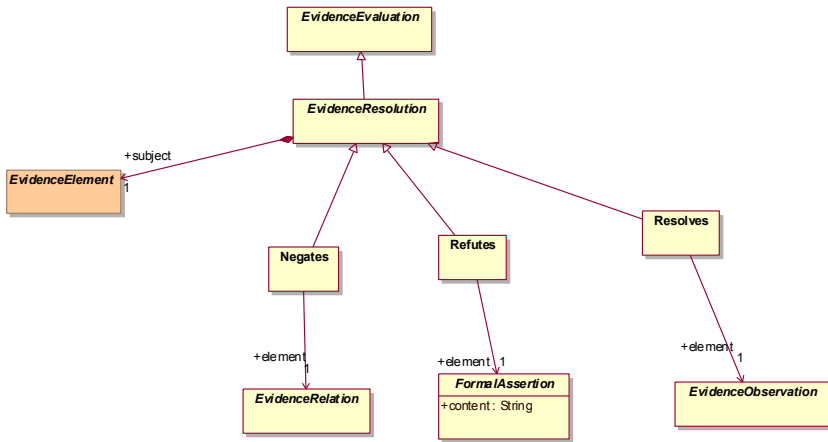 EvidenceEvaluation
EvidenceResolution
+subject
EvidenceElement
1
Negates
Refutes
Resolves
+element
1
+element
1
+element
1
EvidenceRelation
FormalAssertion
+content : String
EvidenceObservation